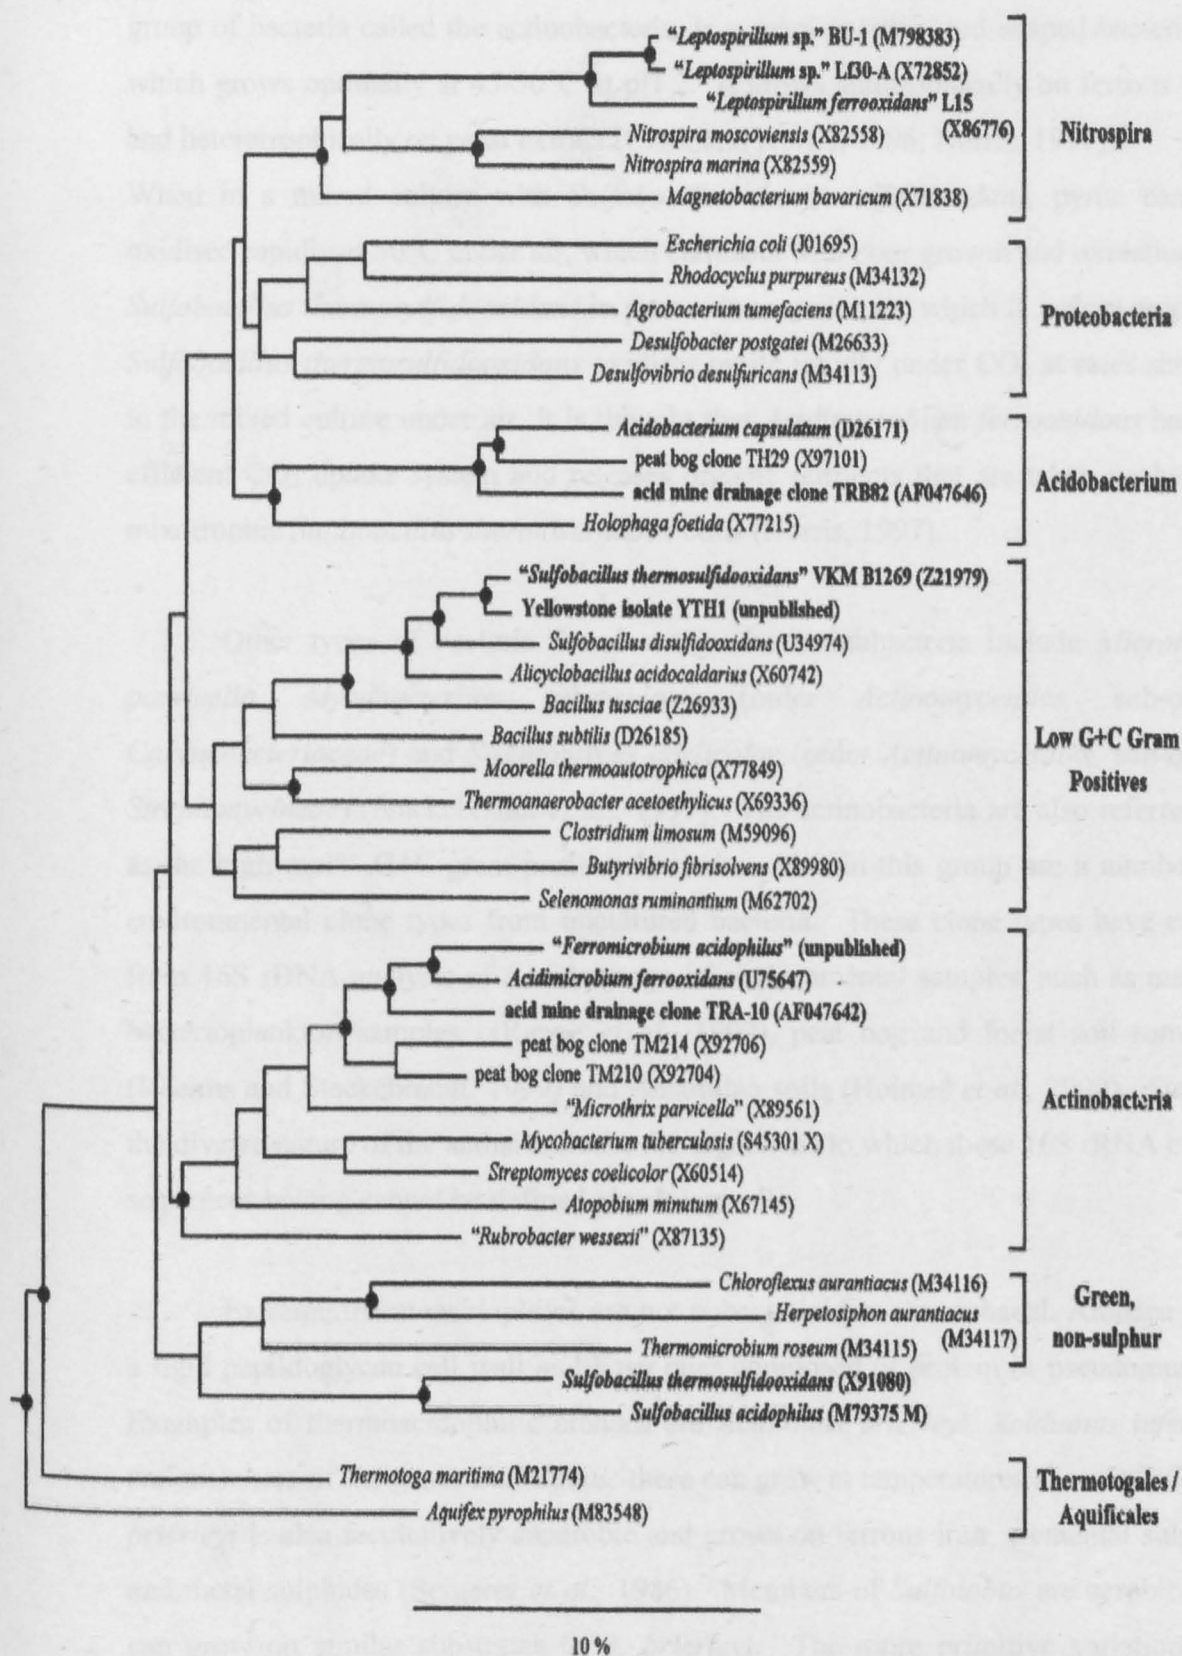 "Leptospirillum sp." BU-1 (M798383)
"Leptospirillum sp." Lf30-A (X72852)
"Leptospirillum ferrooxidans" L15
(X86776)
Nitrospira moscoviensis (X82558)
Nitrospira marina (X82559)
Magnetobacterium bavaricum (X71838)
Nitrospira
Escherichia coli (J01695)
Rhodocyclus purpureus (M34132)
Agrobacterium tumefaciens (M11223)
Desulfobacter postgatei (M26633)
Desulfovibrio desulfuricans (M34113)
Proteobacteria
Acidobacterium capsulatum (D26171)
peat bog clone TH29 (X97101)
acid mine drainage clone TRB82 (AF047646)
Holophaga foetida (X77215)
Acidobacterium
"Sulfobacillus thermosulfidooxidans" VKM B1269 (Z21979)
Yellowstone isolate YTH1 (unpublished)
Sulfobacillus disulfidooxidans (U34974)
Alicyclobacillus acidocaldarius (X60742)
Bacillus tusciae (Z26933)
Bacillus subtilis (D26185)
Moorella thermoautotrophica (X77849)
Thermoanaerobacter acetoethylicus (X69336)
Clostridium limosum (M59096)
Butyrivibrio fibrisolvens (X89980)
Selenomonas ruminantium (M62702)
Low G+C Gram
Positives
"Ferromicrobium acidophilus" (unpublished)
Acidimicrobium ferrooxidans (U75647)
acid mine drainage clone TRA-10 (AF047642)
peat bog clone TM214 (X92706)
peat bog clone TM210 (X92704)
"Microthrix parvicella" (X89561)
Mycobacterium tuberculosis (S45301 X)
Streptomyces coelicolor (X60514)
Atopobium minutum (X67145)
"Rubrobacter wessexii" (X87135)
Actinobacteria
Chloroflexus aurantiacus (M34116)
Herpetosiphon aurantiacus
(M34117)
Thermomicrobium roseum (M34115)
Green,
non-sulphur
Sulfobacillus thermosulfidooxidans (X91080)
Sulfobacillus acidophilus (M79375 M)
Thermotoga maritima (M21774)
Aquifex pyrophilus (M83548)
Thermotogales /
Aquificales
10 %